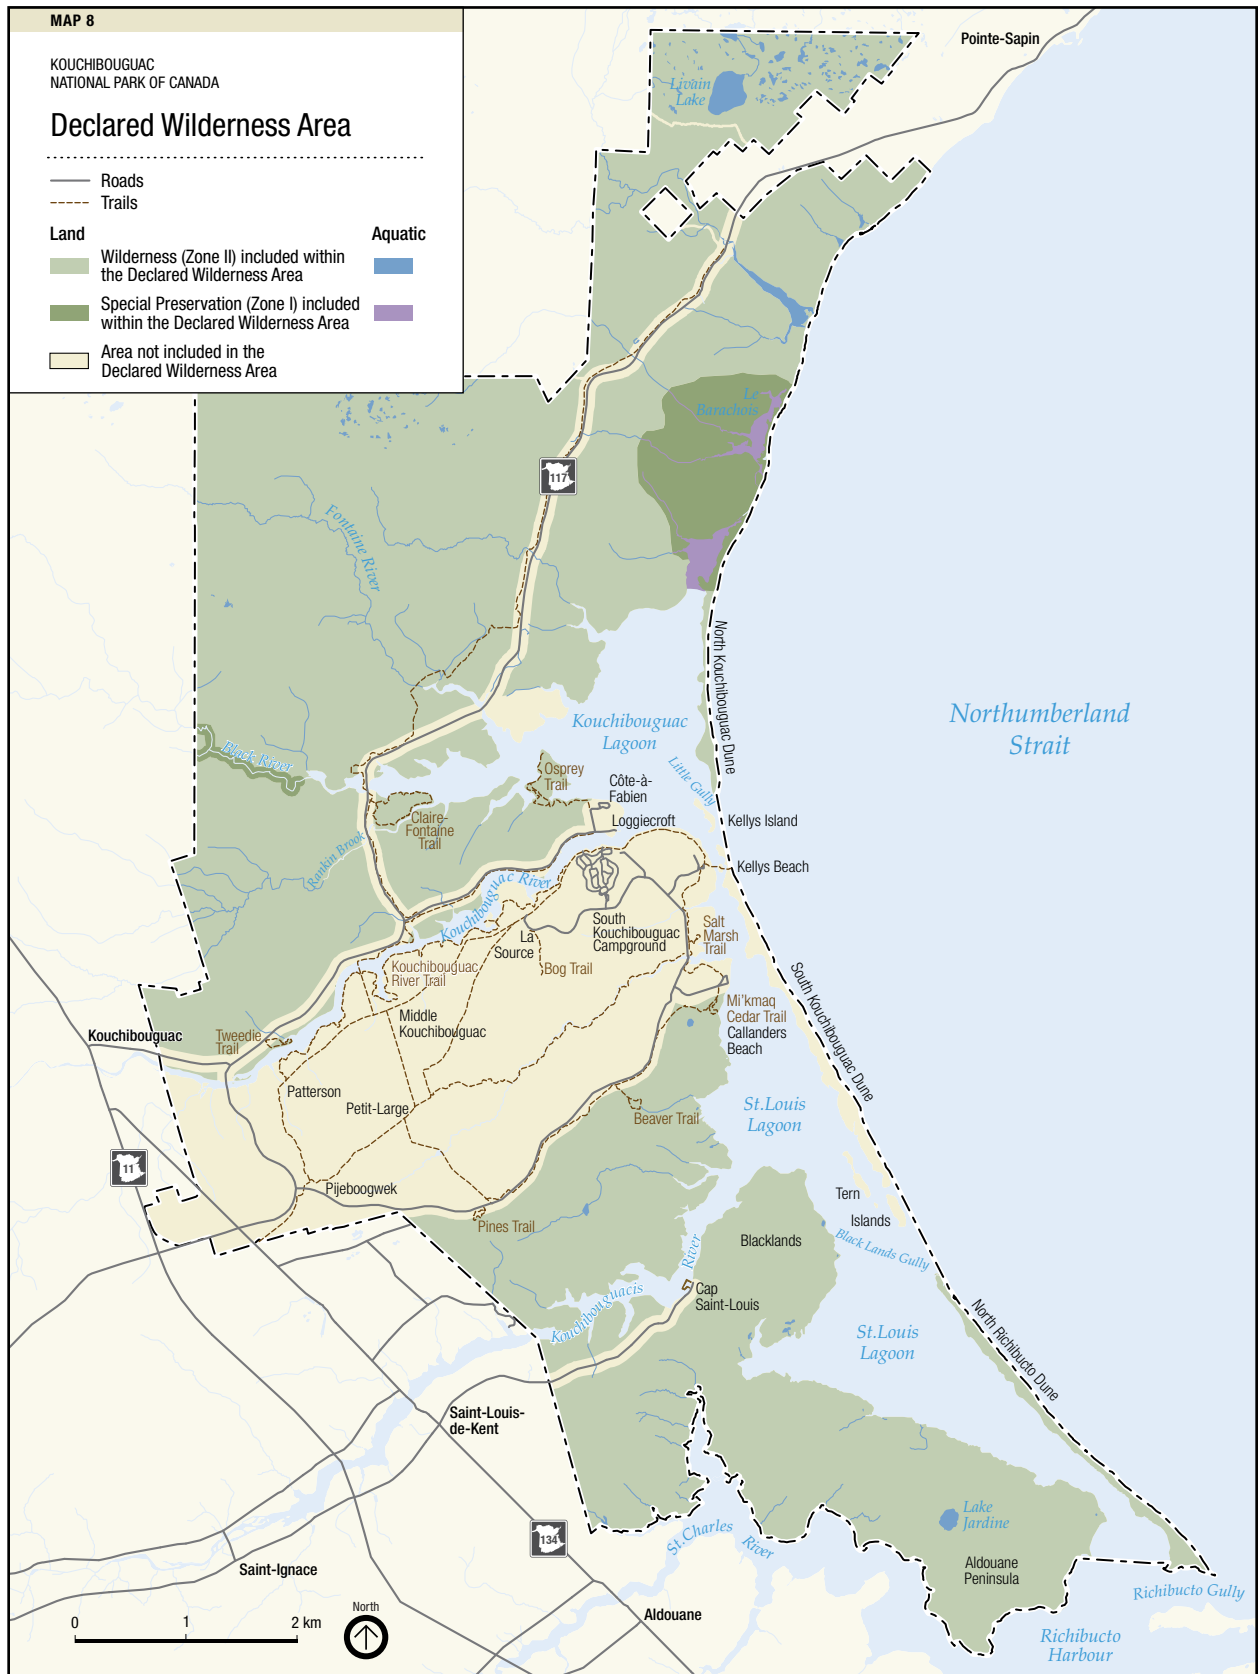 MAP 8
KOUCHIBOUGUAC
NATIONAL PARK OF CANADA
Declared Wilderness Area
Roads
Trails
Land
Aquatic
Wilderness (Zone II) included within
the Declared Wilderness Area
Special Preservation (Zone I) included
within the Declared Wilderness Area
Area not included in the
Declared Wilderness Area
Pointe-Sapin
Livain
Lake
Le
Barachois
117
Fontaine River
North Kouchibouguac Dune
Northumberland
Strait
Kouchibouguac
Lagoon
Black River
Little Gully
Osprey
Trail
Côte-à-
Fabien
Loggiecroft
Kellys Island
Claire-
Fontaine
Trail
Rankin Brook
Kellys Beach
Kouchibouguac River
South
Kouchibouguac
Campground
La
Source
Salt
Marsh
Trail
Bog Trail
Kouchibouguac
River Trail
South Kouchibouguac Dune
Mi'kmaq
Cedar Trail
Callanders
Beach
Middle
Kouchibouguac
Kouchibouguac
Tweedie
Trail
Patterson
Petit-Large
Beaver Trail
St.Louis
Lagoon
11
Pijeboogwek
Pines Trail
Tern
Islands
Black Lands Gully
Blacklands
Kouchibouguacis
River
Cap
Saint-Louis
North Richibucto Dune
St.Louis
Lagoon
Saint-Louis-
de-Kent
Lake
Jardine
134
St.Charles
River
Aldouane
Peninsula
Saint-Ignace
Richibucto Gully
Aldouane
Richibucto
Harbour
0 1 2 km
North